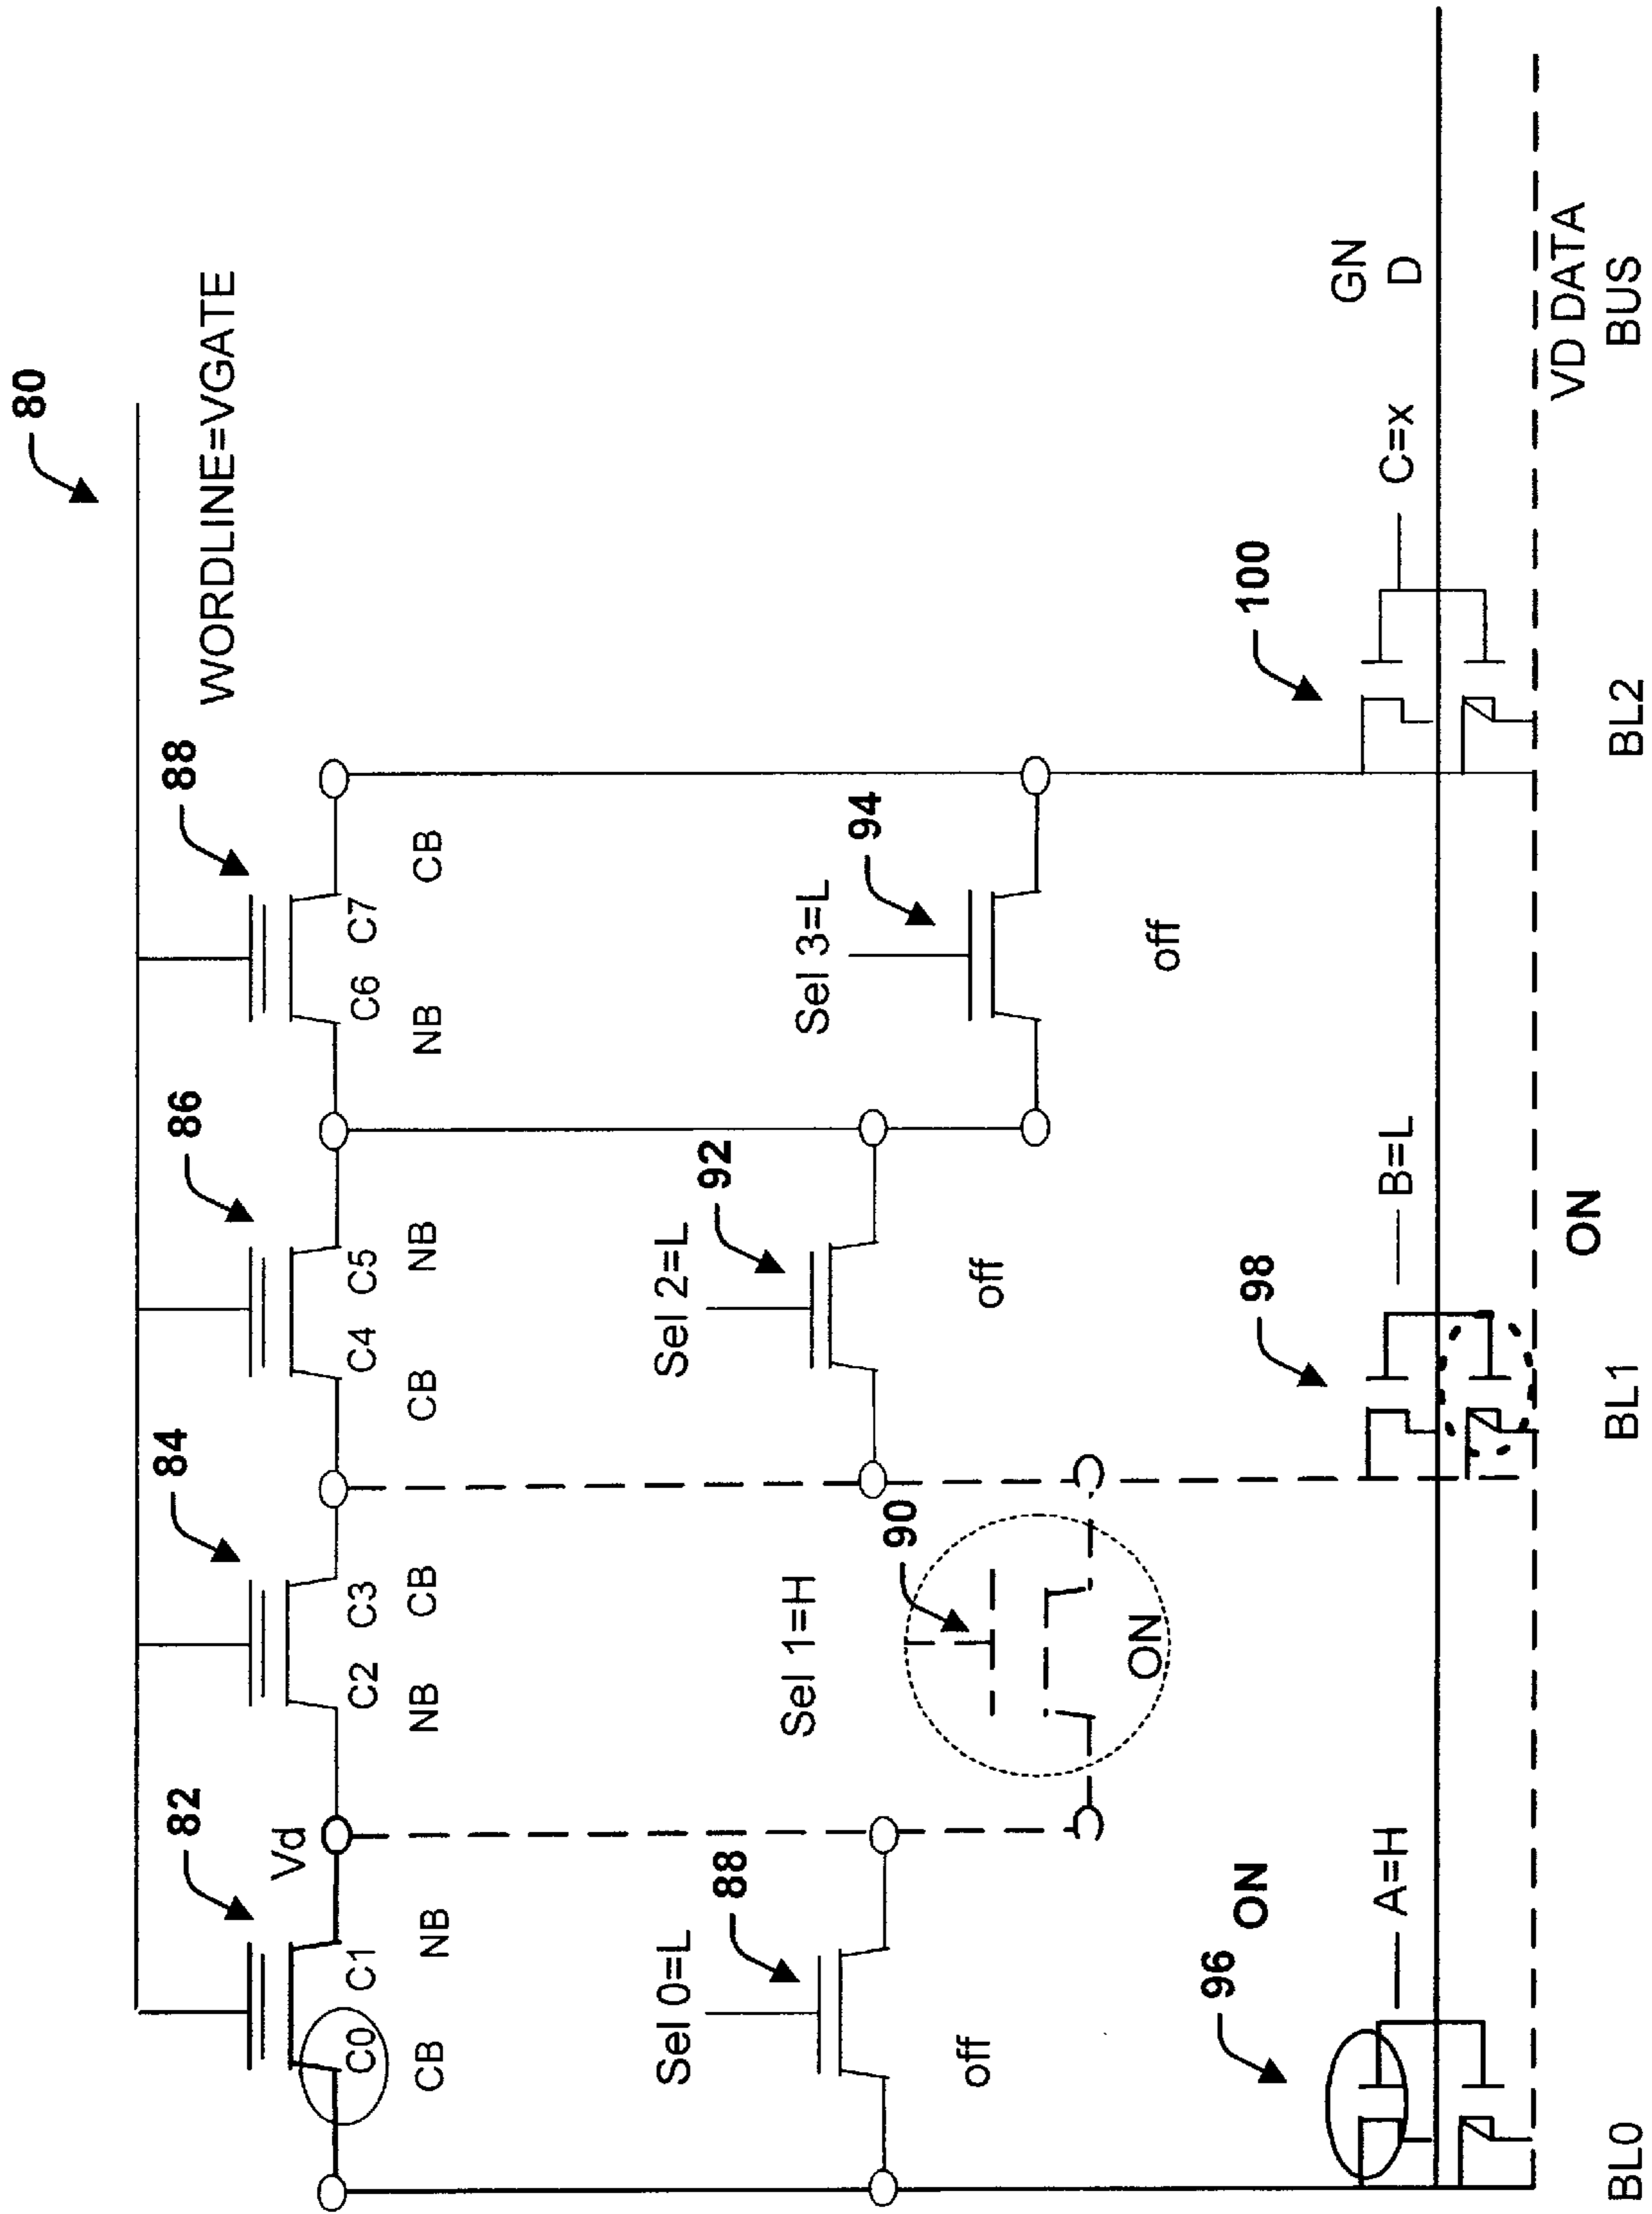 80
WORDLINE=VGATE
82
84
86
88
Vd
C0 C1
C2 C3
C4 C5
C6 C7
CB NB
NB CB
CB NB
NB CB
Sel 0=L
88
off
Sel 1=H
90
ON
Sel 2=L
92
off
Sel 3=L
94
off
96
ON
A=H
98
B=L
100
C=x
GN
D
BL0
BL1
ON
BL2
VD DATA
BUS